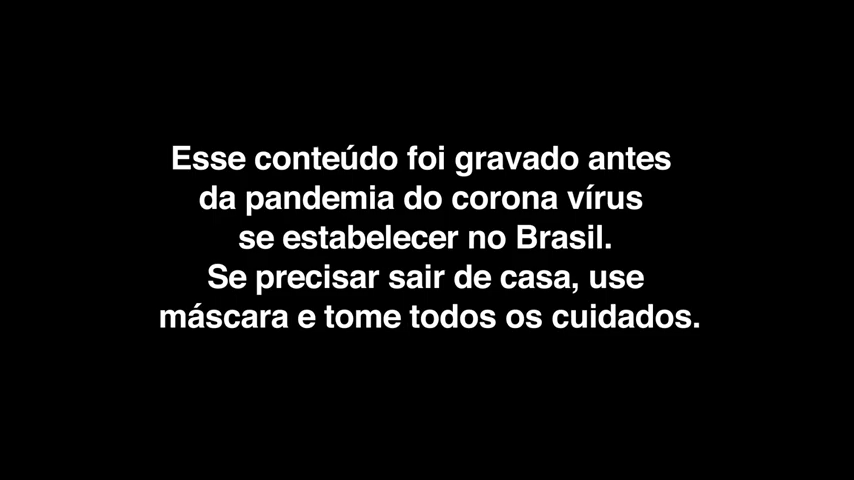 Esse conteúdo foi gravado antes
da pandemia do corona vírus
se estabelecer no Brasil.
Se precisar sair de casa, use
máscara e tome todos os cuidados.